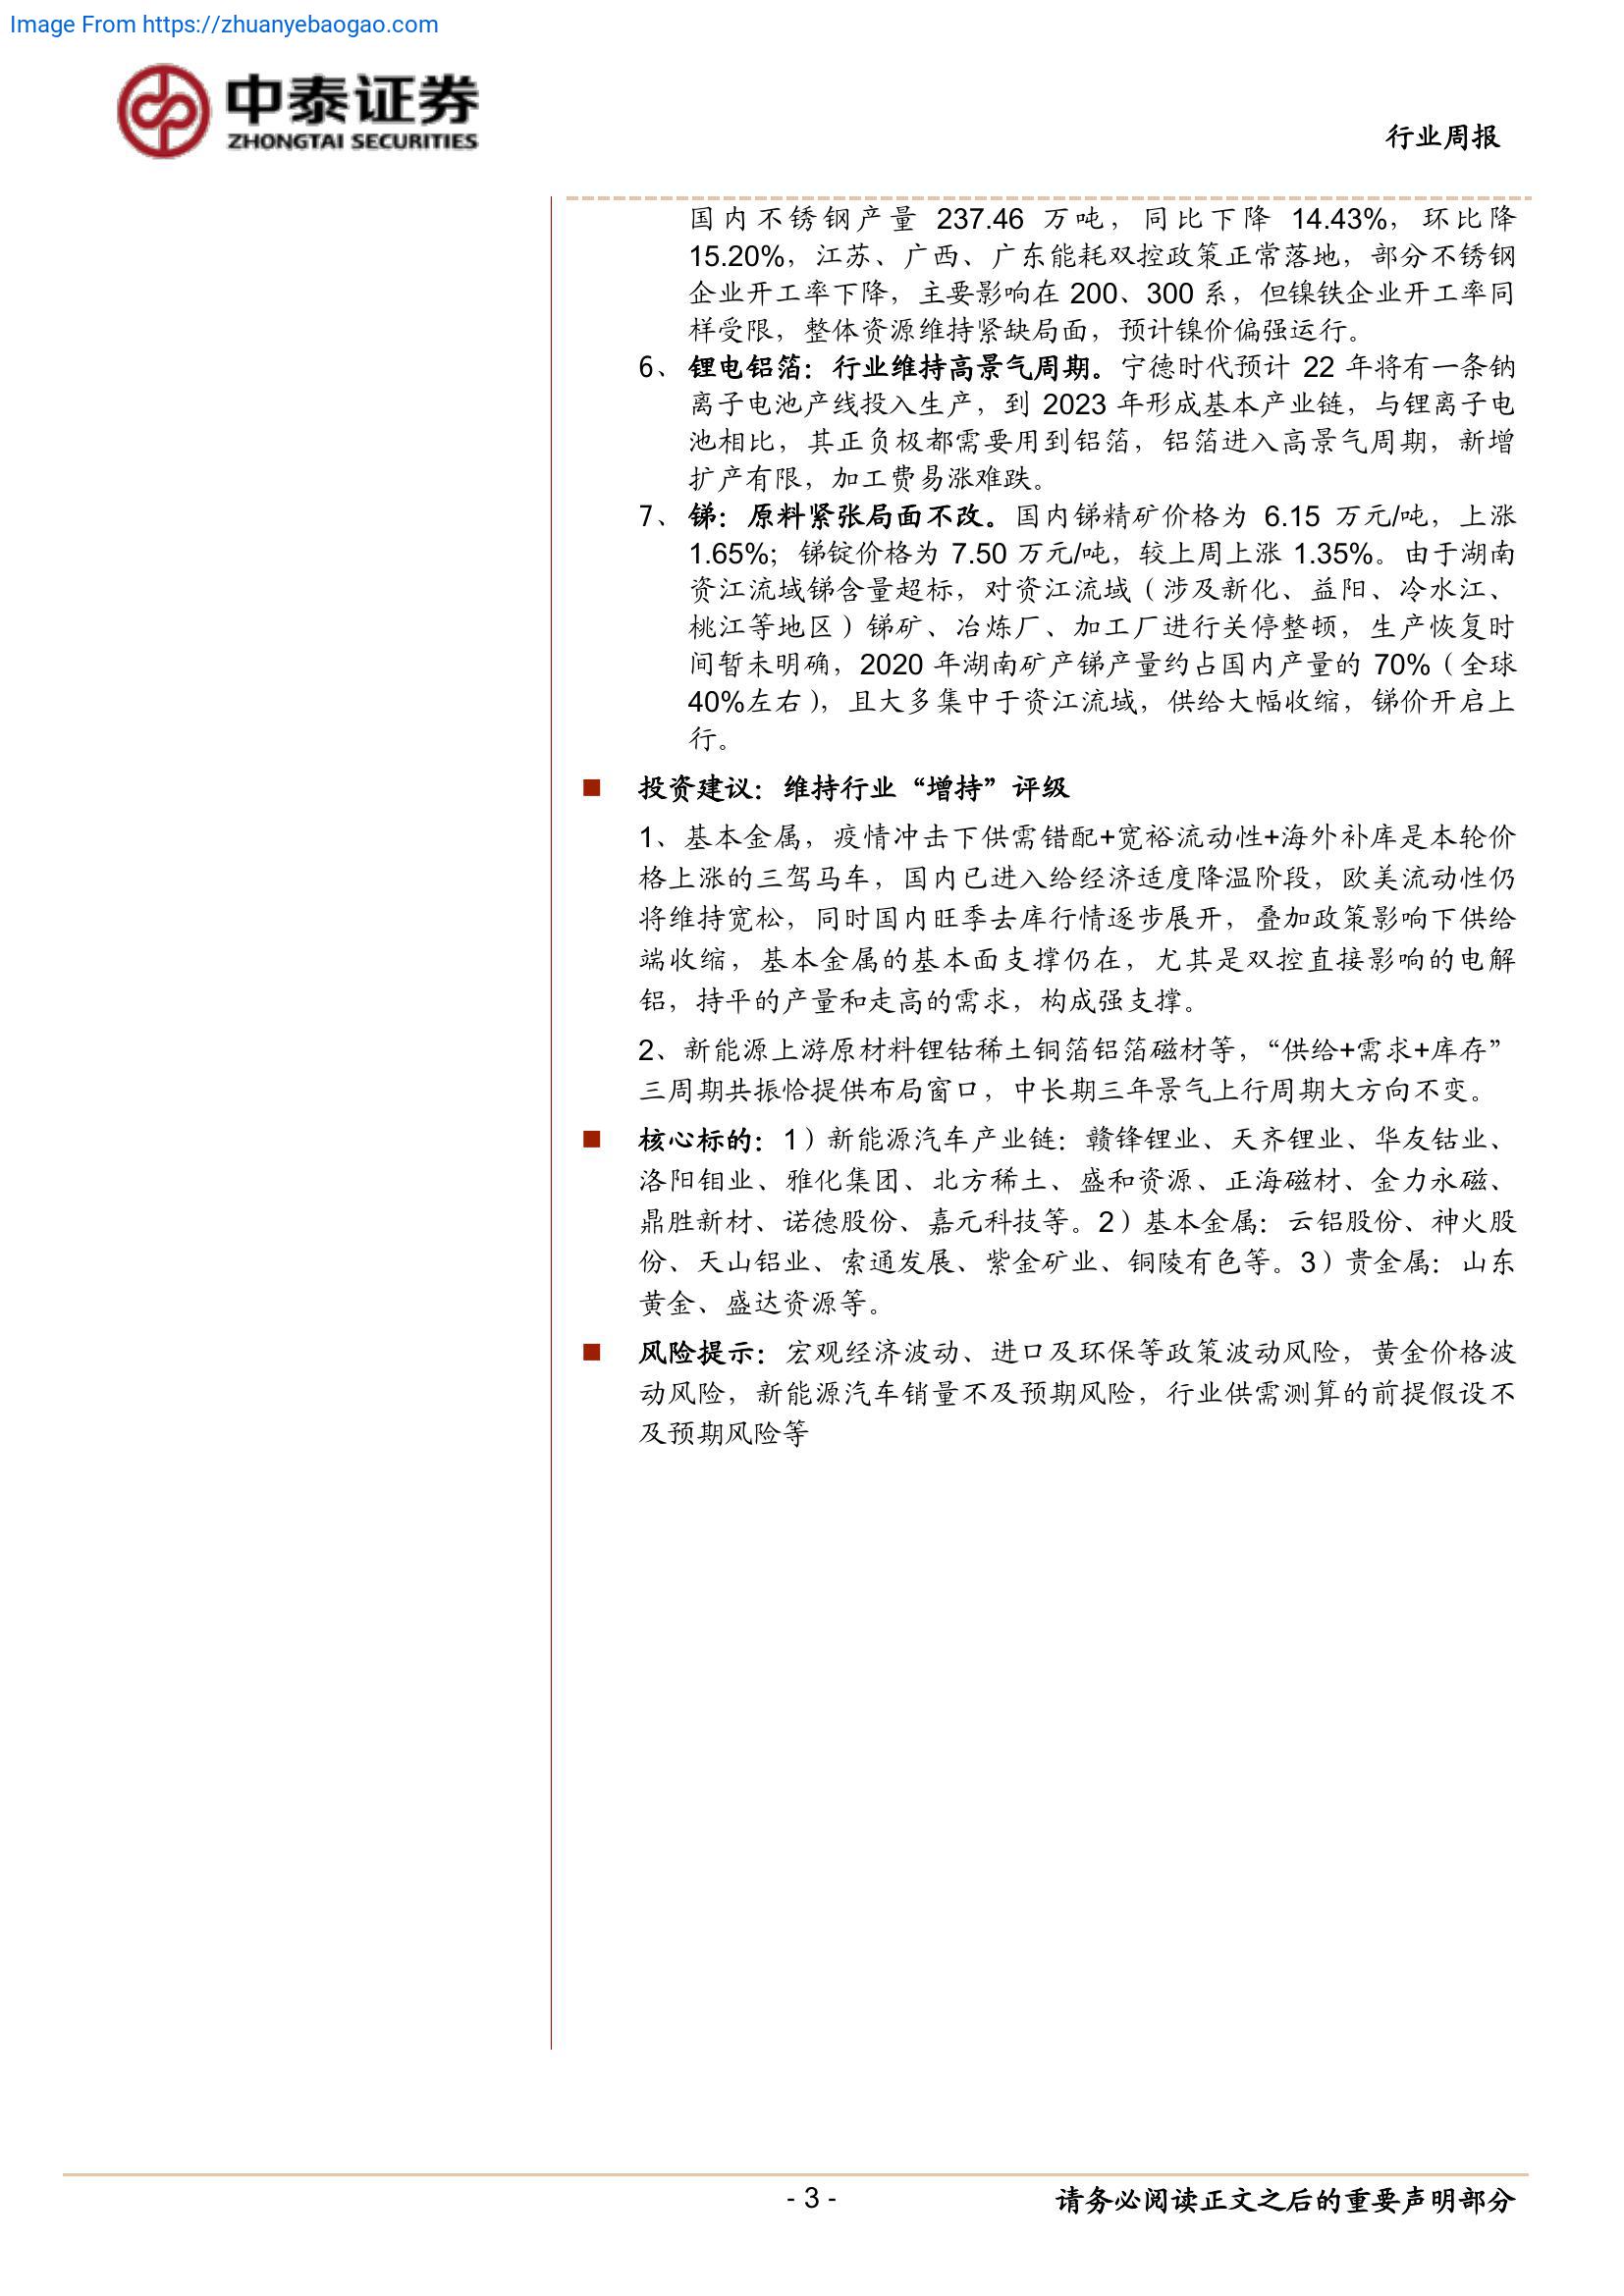 Image From https://zhuanyebaogao.com
中泰证券
ZHONGTAI SECURITIES
行业周报
国内不锈钢产量 237.46 万吨，同比下降 14.43%，环比降
15.20%，江苏、广西、广东能耗双控政策正常落地，部分不锈钢
企业开工率下降，主要影响在 200、300 系，但镍铁企业开工率同
样受限，整体资源维持紧缺局面，预计镍价偏强运行。
6、锂电铝箔：行业维持高景气周期。宁德时代预计 22 年将有一条钠
离子电池产线投入生产，到 2023 年形成基本产业链，与锂离子电
池相比，其正负极都需要用到铝箔，铝箔进入高景气周期，新增
扩产有限，加工费易涨难跌。
7、锑：原料紧张局面不改。国内锑精矿价格为 6.15 万元/吨，上涨
1.65%；锑锭价格为 7.50 万元/吨，较上周上涨 1.35%。由于湖南
资江流域锑含量超标，对资江流域（涉及新化、益阳、冷水江、
桃江等地区）锑矿、冶炼厂、加工厂进行关停整顿，生产恢复时
间暂未明确，2020 年湖南矿产锑产量约占国内产量的 70%（全球
40%左右），且大多集中于资江流域，供给大幅收缩，锑价开启上
行。
■ 投资建议：维持行业“增持”评级
1、基本金属，疫情冲击下供需错配+宽裕流动性+海外补库是本轮价
格上涨的三驾马车，国内已进入给经济适度降温阶段，欧美流动性仍
将维持宽松，同时国内旺季去库行情逐步展开，叠加政策影响下供给
端收缩，基本金属的基本面支撑仍在，尤其是双控直接影响的电解
铝，持平的产量和走高的需求，构成强支撑。
2、新能源上游原材料锂钴稀土铜箔铝箔磁材等，“供给+需求+库存”
三周期共振恰提供布局窗口，中长期三年景气上行周期大方向不变。
■ 核心标的：1）新能源汽车产业链：赣锋锂业、天齐锂业、华友钴业、
洛阳钼业、雅化集团、北方稀土、盛和资源、正海磁材、金力永磁、
鼎胜新材、诺德股份、嘉元科技等。2）基本金属：云铝股份、神火股
份、天山铝业、索通发展、紫金矿业、铜陵有色等。3）贵金属：山东
黄金、盛达资源等。
■ 风险提示：宏观经济波动、进口及环保等政策波动风险，黄金价格波
动风险，新能源汽车销量不及预期风险，行业供需测算的前提假设不
及预期风险等
- 3 -
请务必阅读正文之后的重要声明部分